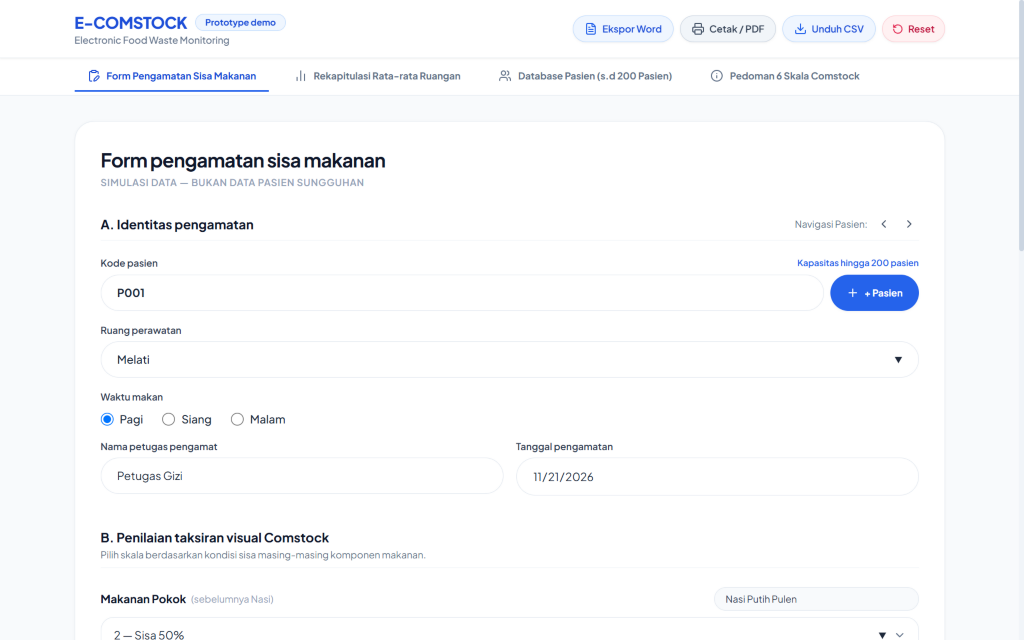 E-COMSTOCK Prototype demo
Electronic Food Waste Monitoring
Ekspor Word Cetak / PDF Unduh CSV Reset
Form Pengamatan Sisa Makanan Rekapitulasi Rata-rata Ruangan Database Pasien (s.d 200 Pasien) Pedoman 6 Skala Comstock
Form pengamatan sisa makanan
SIMULASI DATA — BUKAN DATA PASIEN SUNGGUHAN
A. Identitas pengamatan Navigasi Pasien:
Kode pasien Kapasitas hingga 200 pasien
P001 + + Pasien
Ruang perawatan
Melati
Waktu makan
Pagi Siang Malam
Nama petugas pengamat Tanggal pengamatan
Petugas Gizi 11/21/2026
B. Penilaian taksiran visual Comstock
Pilih skala berdasarkan kondisi sisa masing-masing komponen makanan.
Makanan Pokok (sebelumnya Nasi) Nasi Putih Pulen
2 — Sisa 50%